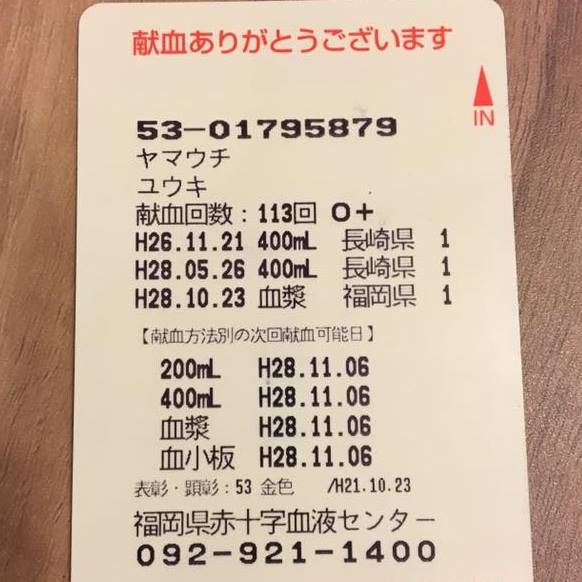 献血ありがとうございます
IN
53-01795879
ヤマウチ
ユウキ
献血回数:113回 O+
H26.11.21 400mL 長崎県 1
H28.05.26 400mL 長崎県 1
H28.10.23 血漿 福岡県 1
【献血方法別の次回献血可能日】
200mL H28.11.06
400mL H28.11.06
血漿 H28.11.06
血小板 H28.11.06
表彰・顕彰:53 金色 /H21.10.23
福岡県赤十字血液センター
092-921-1400